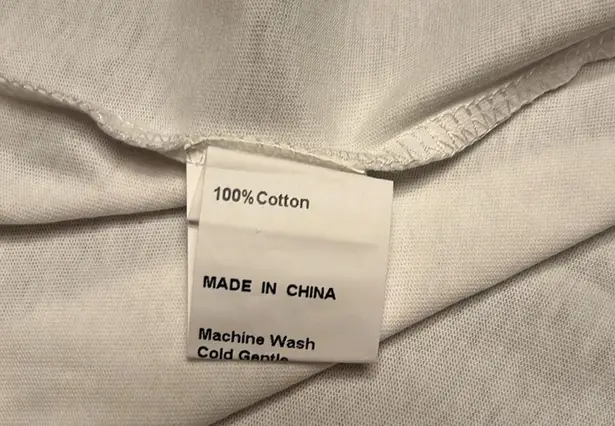 100% Cotton
MADE IN CHINA
Machine Wash
Cold Gentle